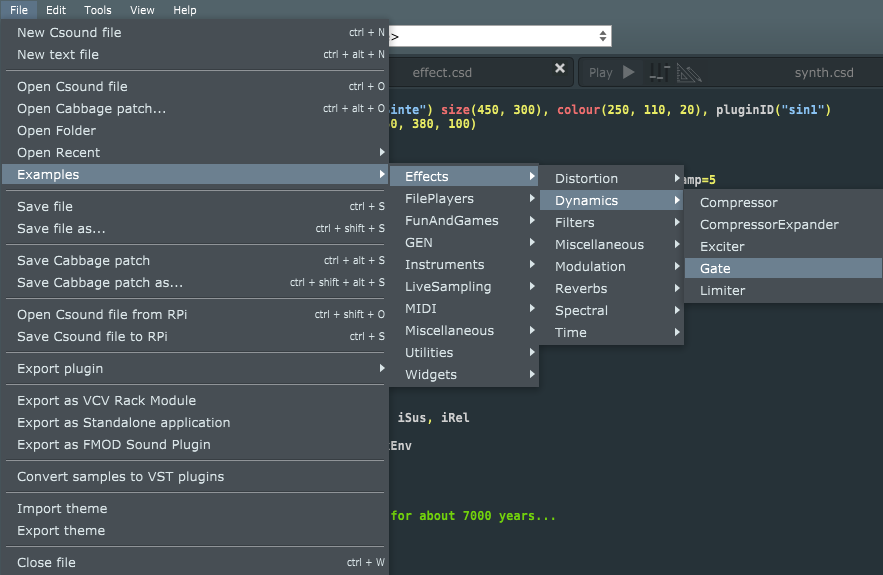 File Edit Tools View Help
New Csound file ctrl + N
New text file ctrl + alt + N
>
Open Csound file ctrl + O
Open Cabbage patch... ctrl + alt + O
Open Folder
Open Recent
Examples
Save file ctrl + S
Save file as... ctrl + shift + S
Save Cabbage patch ctrl + alt + S
Save Cabbage patch as... ctrl + shift + alt + S
Open Csound file from RPi ctrl + shift + O
Save Csound file to RPi ctrl + S
Export plugin
Export as VCV Rack Module
Export as Standalone application
Export as FMOD Sound Plugin
Convert samples to VST plugins
Import theme
Export theme
Close file ctrl + W
effect.csd
Play
synth.csd
inte") size(450, 300), colour(250, 110, 20), pluginID("sin1")
0, 380, 100)
amp=5
Effects
FilePlayers
FunAndGames
GEN
Instruments
LiveSampling
MIDI
Miscellaneous
Utilities
Widgets
Distortion
Dynamics
Filters
Miscellaneous
Modulation
Reverbs
Spectral
Time
Compressor
CompressorExpander
Exciter
Gate
Limiter
iSus, iRel
Env
for about 7000 years...